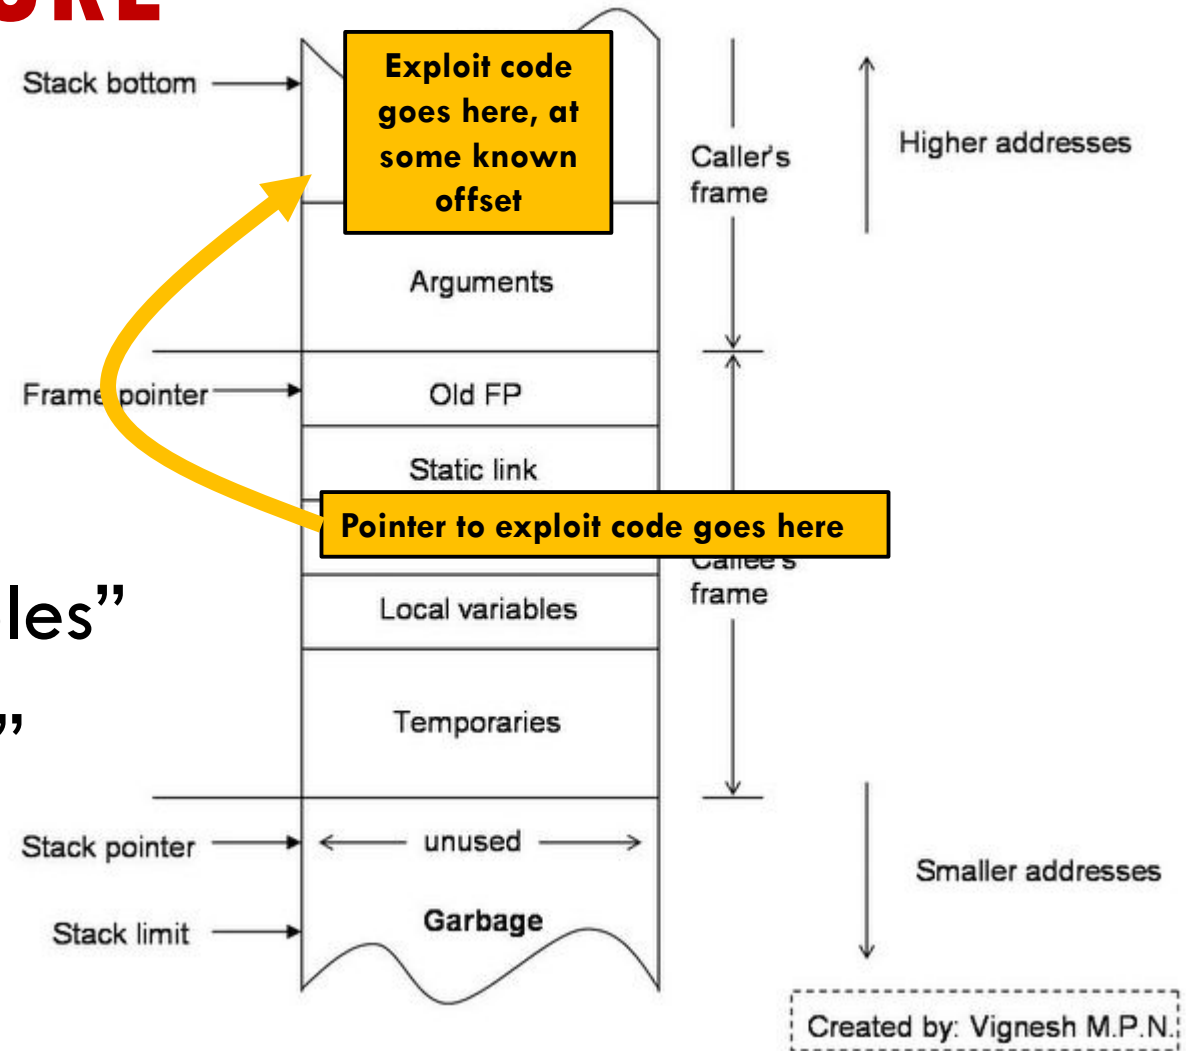 Stack bottom
Exploit code
goes here, at
some known
offset
Caller's
frame
Higher addresses
Arguments
Frame pointer
Old FP
Static link
Pointer to exploit code goes here
Callee's
frame
les”
Local variables
”
Temporaries
Stack pointer
unused
Smaller addresses
Stack limit
Garbage
Created by: Vignesh M.P.N.